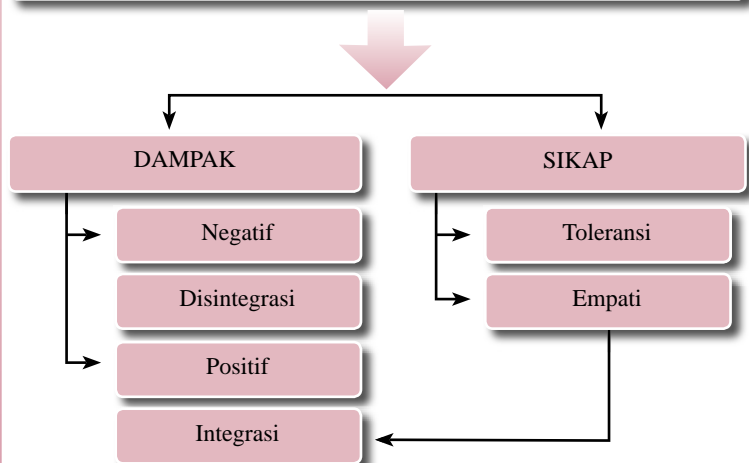 DAMPAK
Negatif
Disintegrasi
Positif
Integrasi
SIKAP
Toleransi
Empati